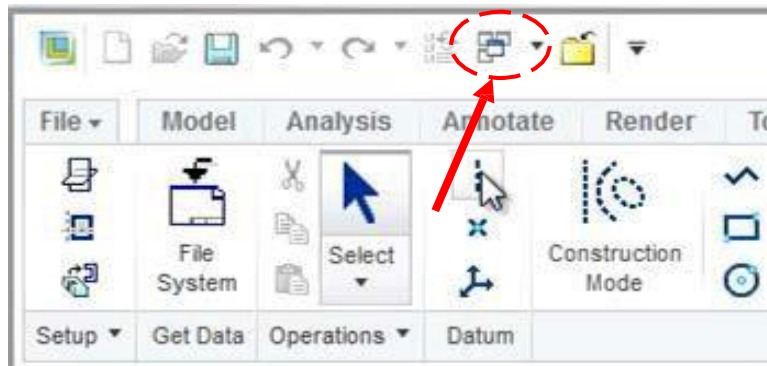 File Model Analysis Annotate Render
File
System
Select
Construction
Mode
Setup Get Data Operations Datum